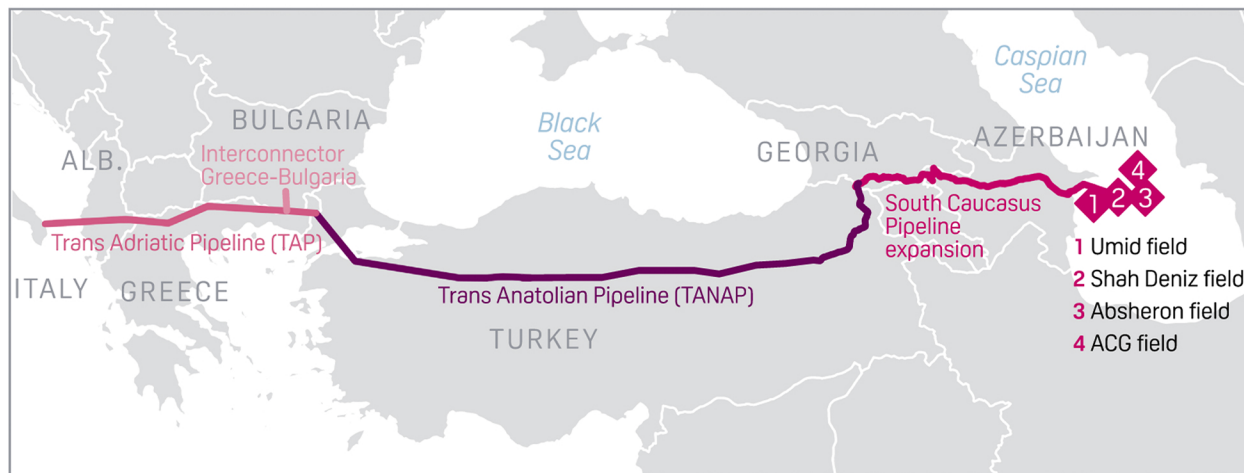 Caspian
Sea
BULGARIA
Black
Sea
AZERBAIJAN
ALB.
Interconnector
Greece-Bulgaria
GEORGIA
4
1
2
3
South Caucasus
Pipeline
expansion
Trans Adriatic Pipeline (TAP)
ITALY
GREECE
Trans Anatolian Pipeline (TANAP)
TURKEY
1 Umid field
2 Shah Deniz field
3 Absheron field
4 ACG field